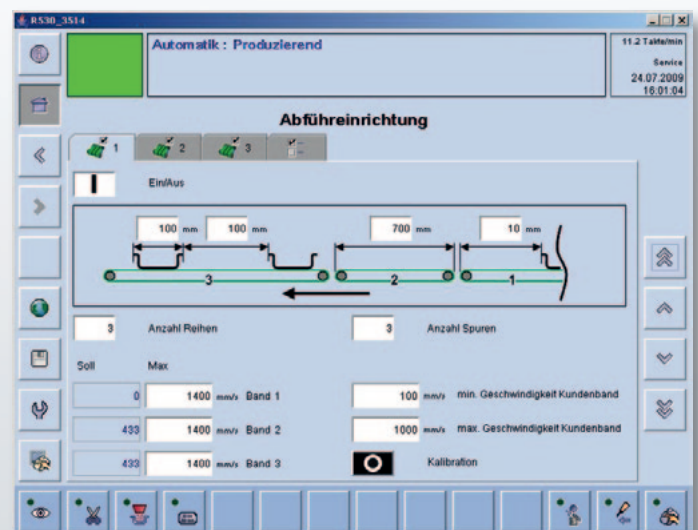 R530_3514
Automatik : Produzierend
11.2 Takte/min
Service
24.07.2009
16:01:04
Abführeinrichtung
1 2 3
Ein/Aus
100 mm 100 mm 700 mm 10 mm
3 2 1
3 Anzahl Reihen 3 Anzahl Spuren
Soll Max
0 1400 mm/s Band 1 100 mm/s min. Geschwindigkeit Kundenband
433 1400 mm/s Band 2 1000 mm/s max. Geschwindigkeit Kundenband
433 1400 mm/s Band 3 Kalibration